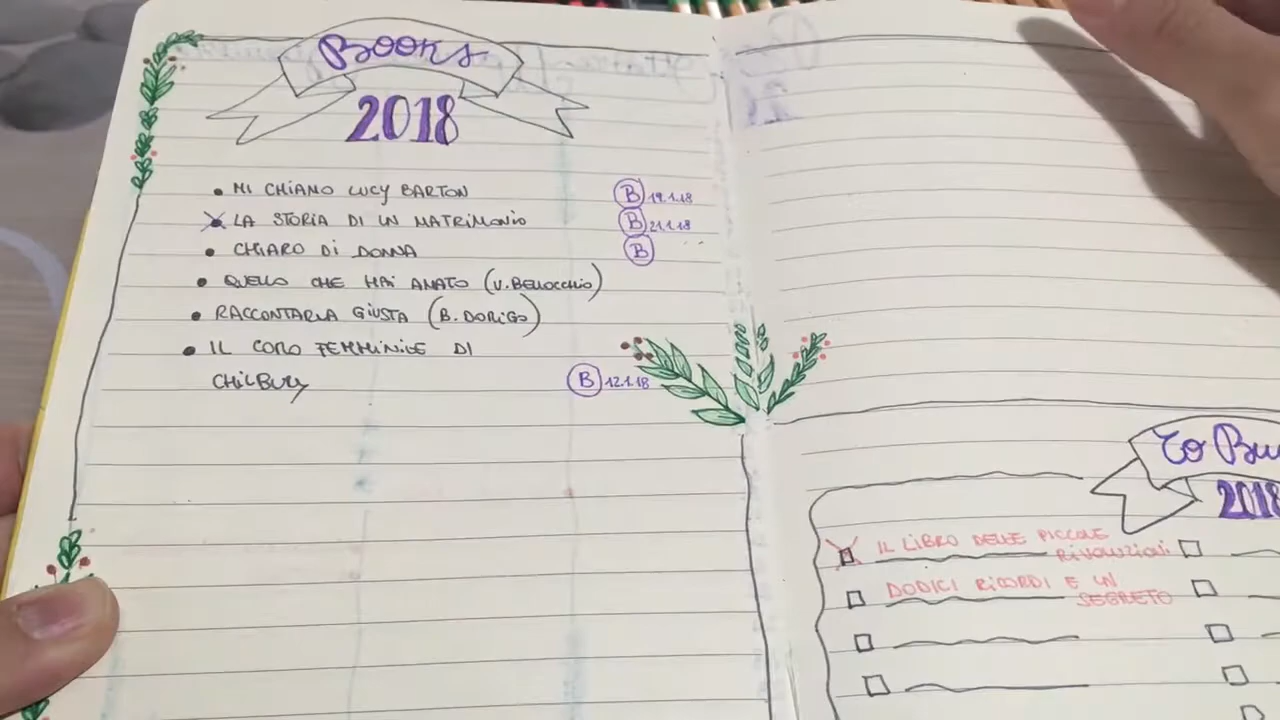 Books
2018
• MI CHIAMO LUCY BARTON B 19.1.18
• LA STORIA DI UN MATRIMONIO B 21.1.18
• CHIARO DI DONNA B
• QUELLO CHE HAI AMATO (V. BELLOCCHIO)
• RACCONTARLA GIUSTA (B. DORIGO)
• IL CORO FEMMINILE DI
CHILBURY B 12.1.18
To Bu
2018
IL LIBRO DELLE PICCOLE
RIVOLUZIONI
DODICI RICORDI E UN
SEGRETO